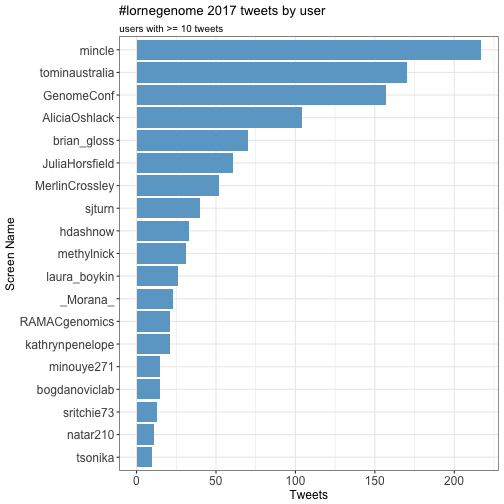 #lornegenome 2017 tweets by user
users with >= 10 tweets
Screen Name
mincle
tominaustralia
GenomeConf
AliciaOshlack
brian_gloss
JuliaHorsfield
MerlinCrossley
sjturn
hdashnow
methylnick
laura_boykin
_Morana_
RAMACgenomics
kathrynpenelope
minouye271
bogdanoviclab
sritchie73
natar210
tsonika
0 50 100 150 200
Tweets